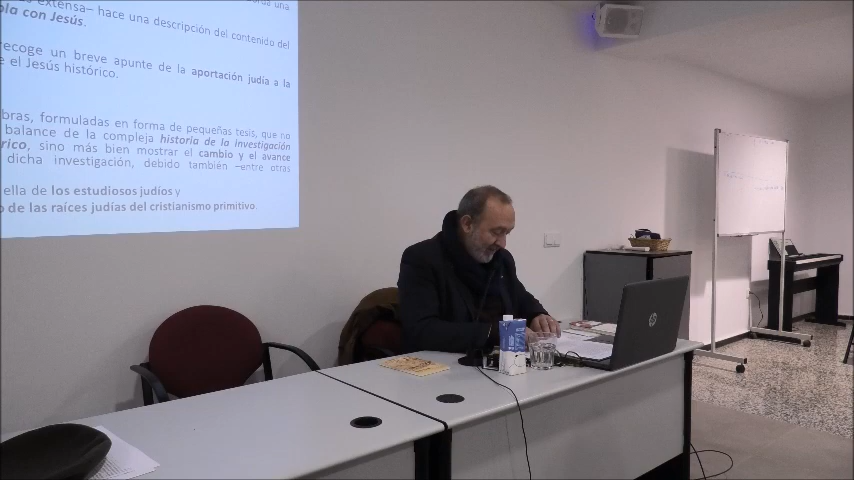 extensa– hace una descripción del contenido del
ola con Jesús.
recoge un breve apunte de la aportación judía a la
e el Jesús histórico.
bras, formuladas en forma de pequeñas tesis, que no
balance de la compleja historia de la investigación
rico, sino más bien mostrar el cambio y el avance
dicha investigación, debido también –entre otras
ella de los estudiosos judíos y
o de las raíces judías del cristianismo primitivo.
hp